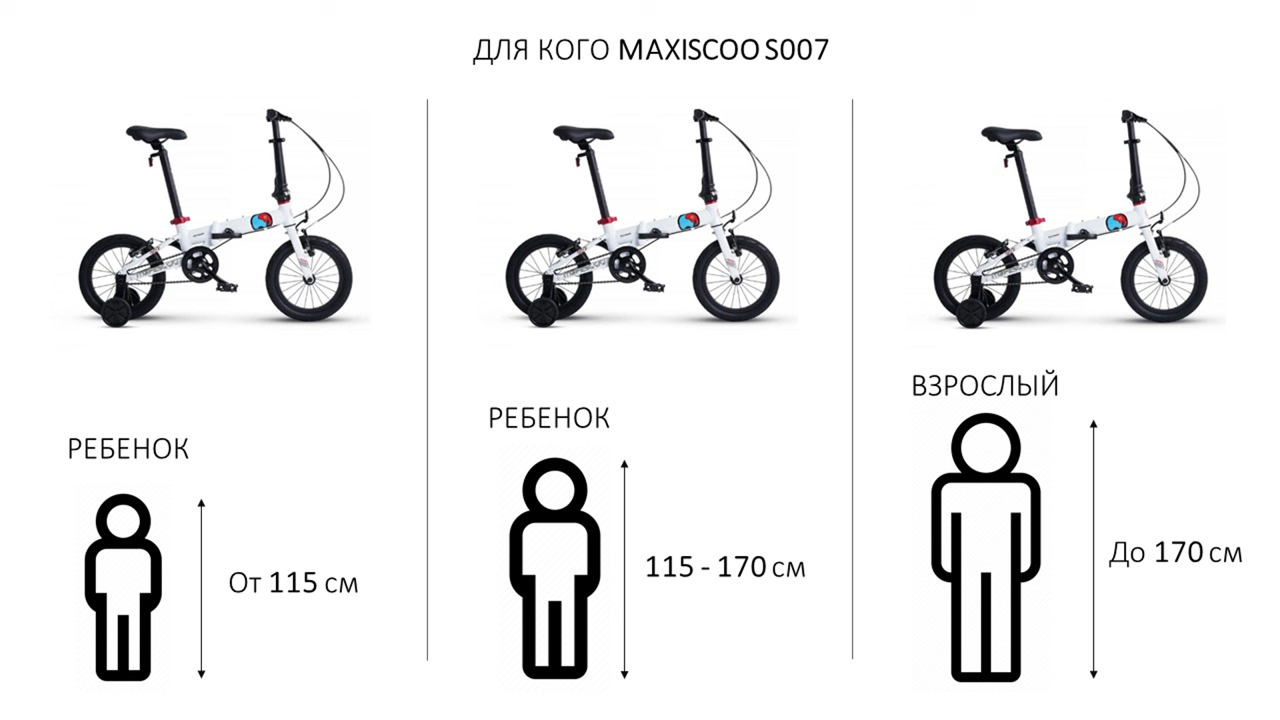 ДЛЯ КОГО MAXISCOO S007
РЕБЕНОК
От 115 см
РЕБЕНОК
115 - 170 см
ВЗРОСЛЫЙ
До 170 см